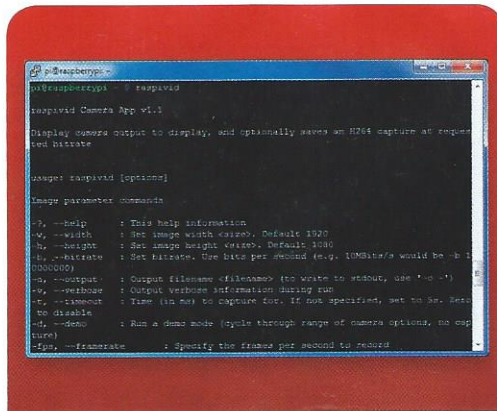 pi@raspberrypi ~
pi@raspberrypi ~ $ raspivid
raspivid Camera App v1.1
Display camera output to display, and optionally saves an H264 capture at reques
ted bitrate
usage: raspivid [options]
Image parameter commands
-?, --help : This help information
-w, --width : Set image width <size>. Default 1920
-h, --height : Set image height <size>. Default 1080
-b, --bitrate : Set bitrate. Use bits per second (e.g. 10MBits/s would be -b 1
0000000)
-o, --output : Output filename <filename> (to write to stdout, use '-o -')
-v, --verbose : Output verbose information during run
-t, --timeout : Time (in ms) to capture for. If not specified, set to 5s. Zero
to disable
-d, --demo : Run a demo mode (cycle through range of camera options, no cap
ture)
-fps, --framerate : Specify the frames per second to record